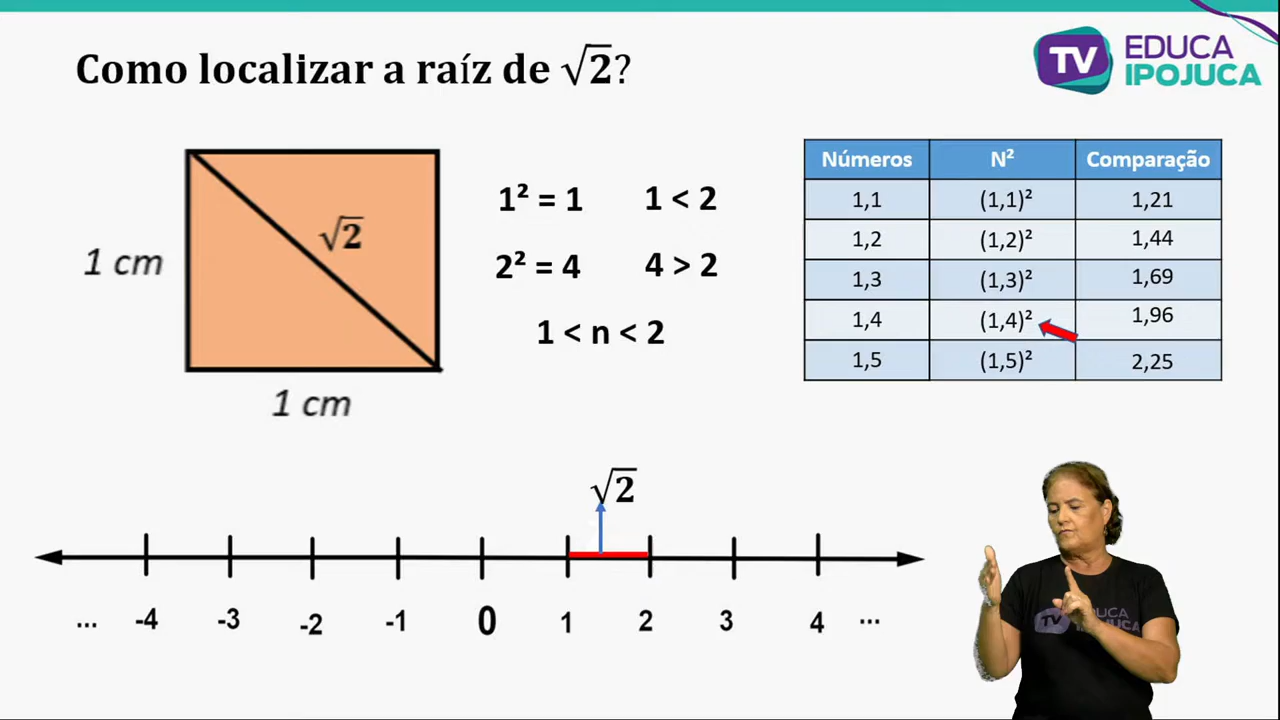 Como localizar a raíz de √2?
TV EDUCA
IPOJUCA
√2
1 cm
1 cm
1² = 1 1 < 2
2² = 4 4 > 2
1 < n < 2
Números N² Comparação
1,1 (1,1)² 1,21
1,2 (1,2)² 1,44
1,3 (1,3)² 1,69
1,4 (1,4)² 1,96
1,5 (1,5)² 2,25
√2
... -4 -3 -2 -1 0 1 2 3 4 ...
TV EDUCA
IPOJUCA